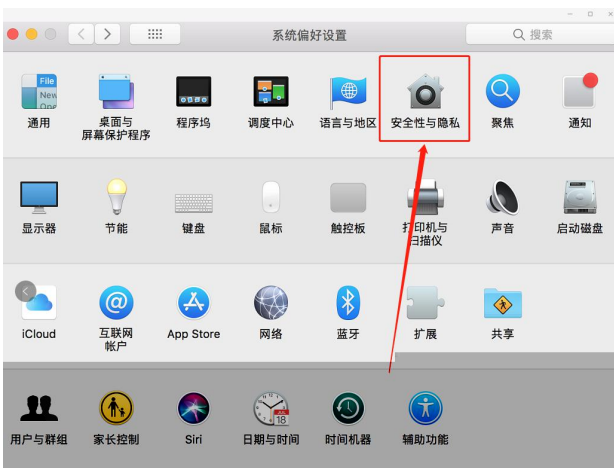 系统偏好设置
搜索
File
New
Ope
通用
桌面与
屏幕保护程序
程序坞
调度中心
语言与地区
安全性与隐私
聚焦
通知
显示器
节能
键盘
鼠标
触控板
打印机与
扫描仪
声音
启动磁盘
iCloud
互联网
帐户
App Store
网络
蓝牙
扩展
共享
用户与群组
家长控制
Siri
JUL
18
日期与时间
时间机器
辅助功能